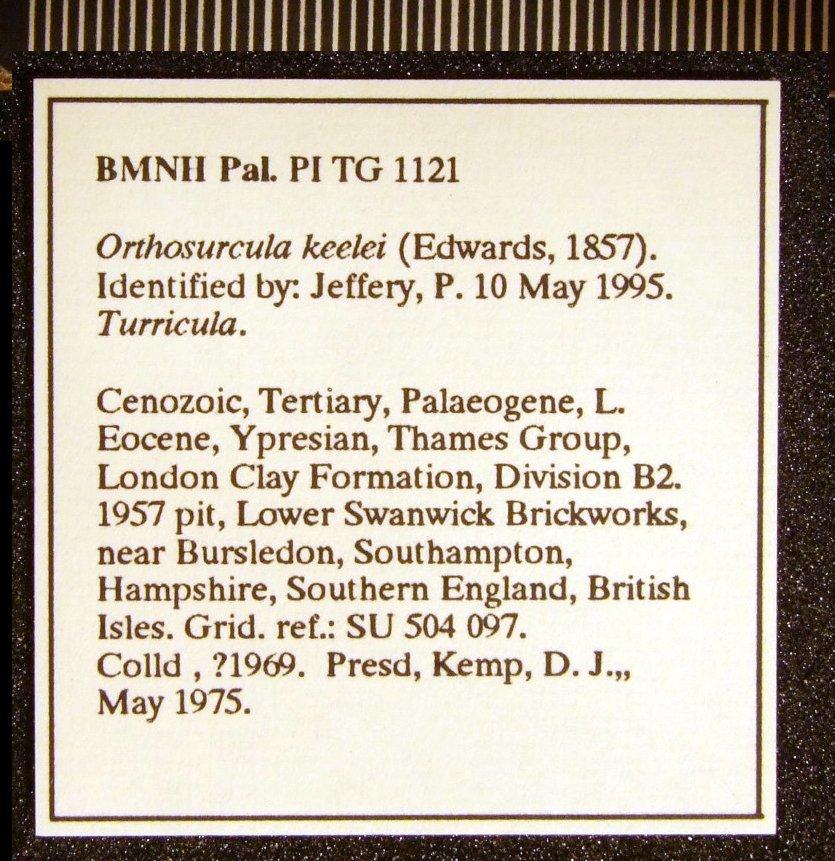 BMNH Pal. PI TG 1121
Orthosurcula keelei (Edwards, 1857).
Identified by: Jeffery, P. 10 May 1995.
Turricula.
Cenozoic, Tertiary, Palaeogene, L.
Eocene, Ypresian, Thames Group,
London Clay Formation, Division B2.
1957 pit, Lower Swanwick Brickworks,
near Bursledon, Southampton,
Hampshire, Southern England, British
Isles. Grid. ref.: SU 504 097.
Colld , ?1969. Presd, Kemp, D. J.,,,
May 1975.